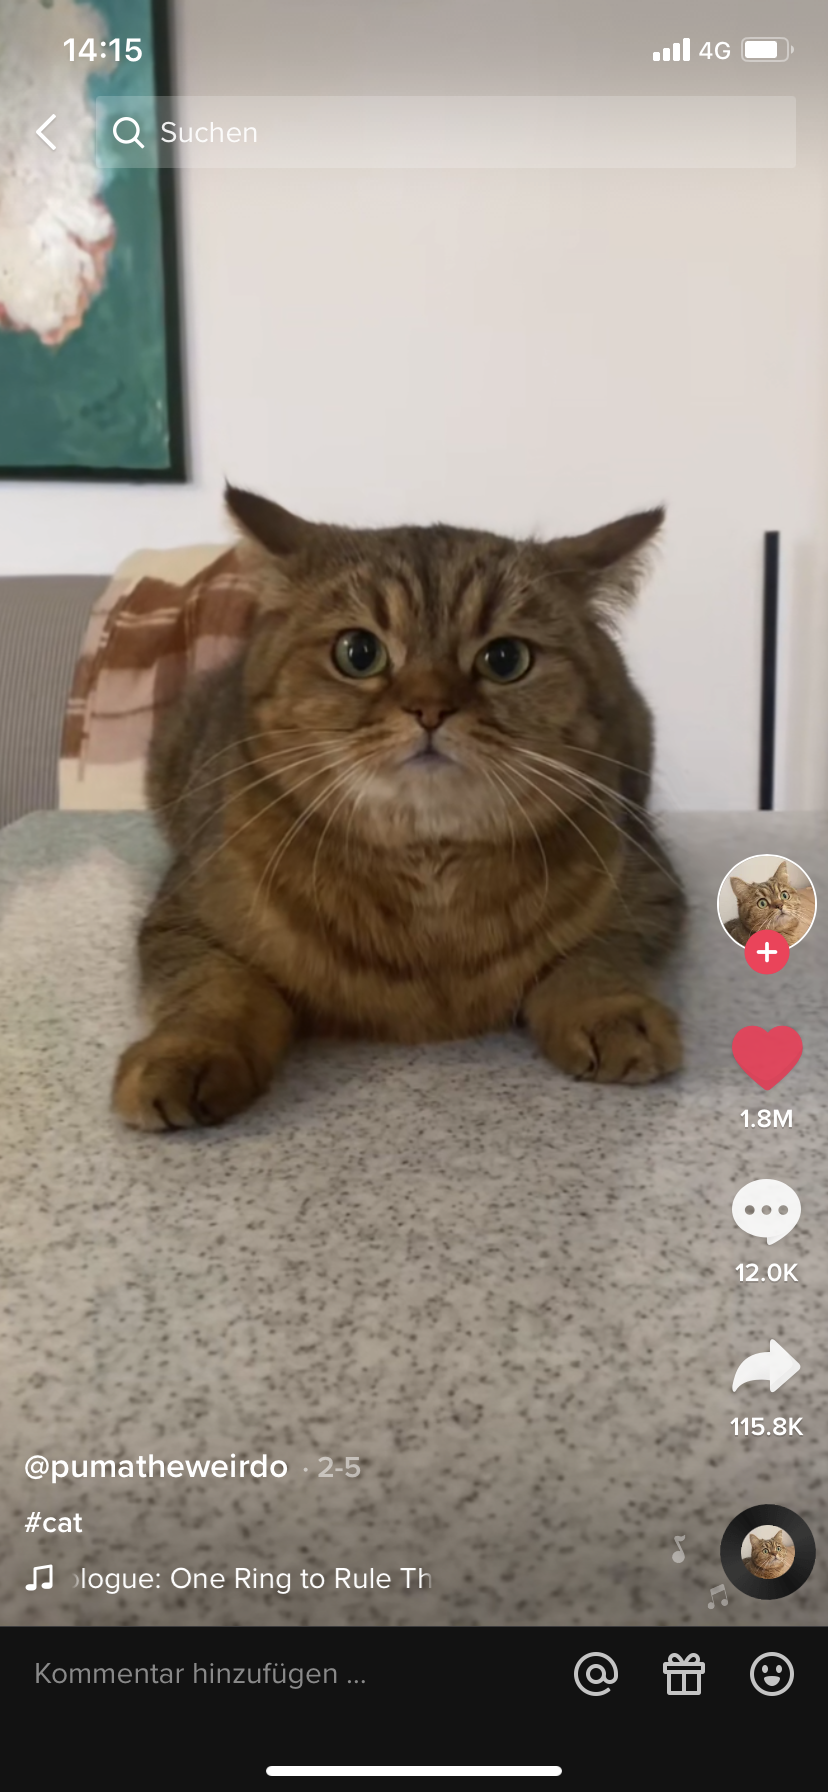 14:15 4G
Suchen
1.8M
12.0K
115.8K
@pumatheweirdo · 2-5
#cat
ologue: One Ring to Rule Th
Kommentar hinzufügen ...